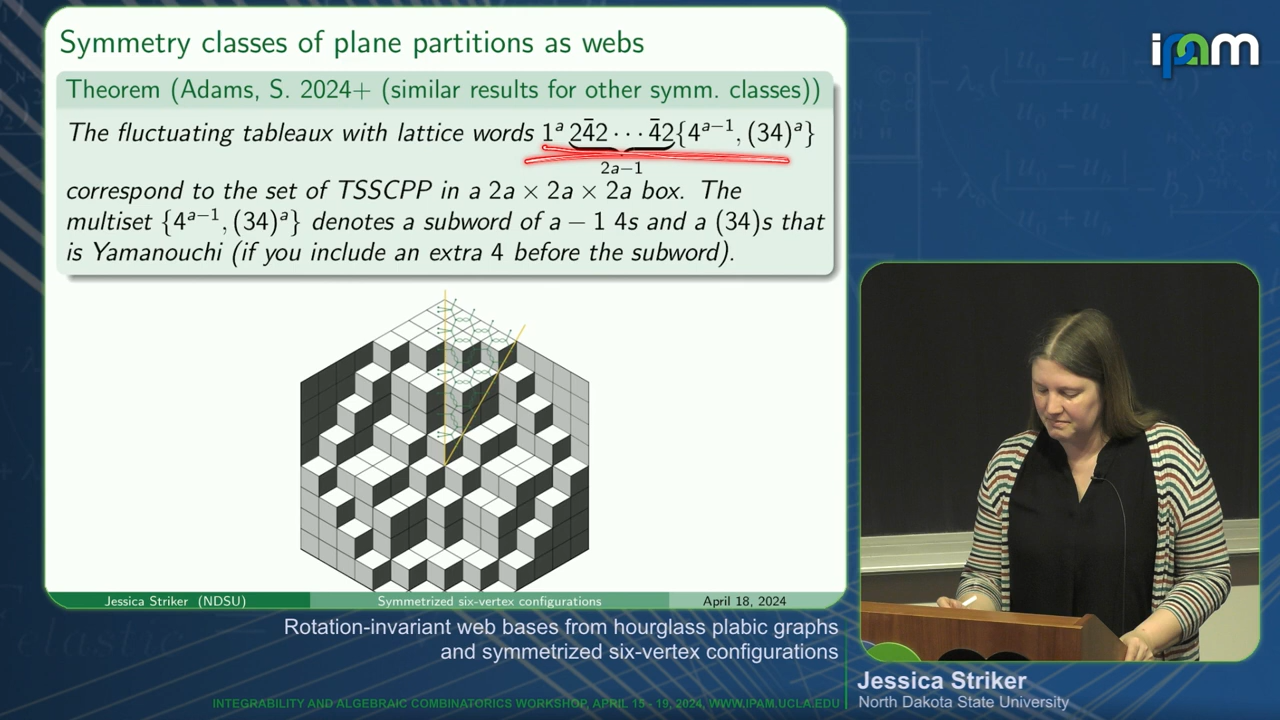 Symmetry classes of plane partitions as webs
Theorem (Adams, S. 2024+ (similar results for other symm. classes))
The fluctuating tableaux with lattice words 1ᵃ 24̄2 ··· 4̄2{4ᵃ⁻¹, (34)ᵃ}
2a−1
correspond to the set of TSSCPP in a 2a × 2a × 2a box. The
multiset {4ᵃ⁻¹, (34)ᵃ} denotes a subword of a − 1 4s and a (34)s that
is Yamanouchi (if you include an extra 4 before the subword).
Jessica Striker (NDSU)
Symmetrized six-vertex configurations
April 18, 2024
ipam
Rotation-invariant web bases from hourglass plabic graphs
and symmetrized six-vertex configurations
Jessica Striker
North Dakota State University
INTEGRABILITY AND ALGEBRAIC COMBINATORICS WORKSHOP, APRIL 15 - 19, 2024, WWW.IPAM.UCLA.EDU